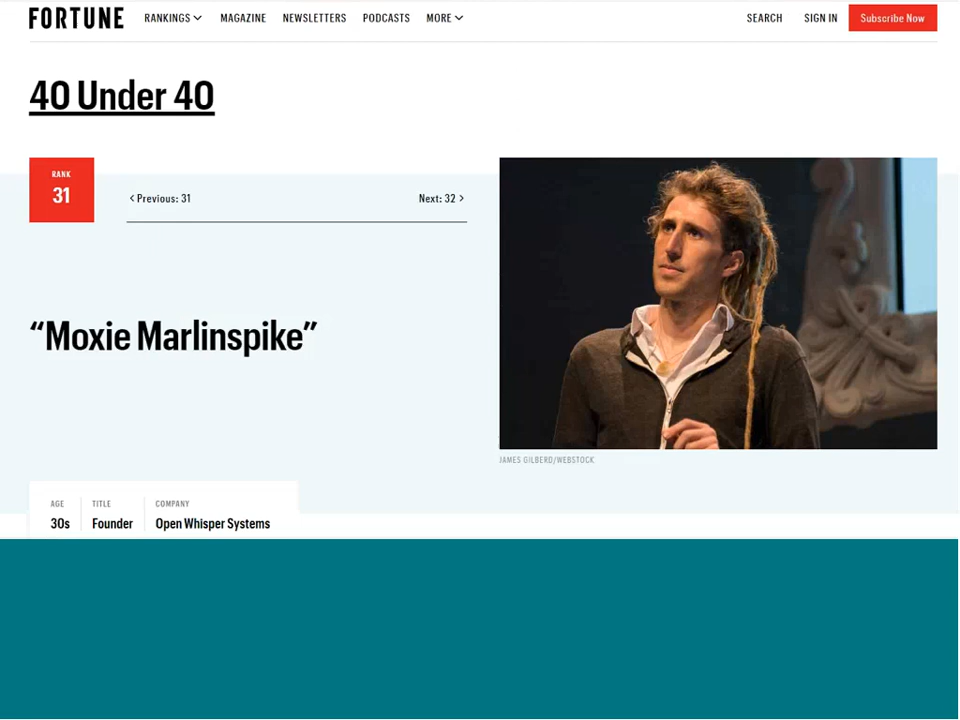 FORTUNE RANKINGS MAGAZINE NEWSLETTERS PODCASTS MORE SEARCH SIGN IN Subscribe Now
40 Under 40
RANK
31
< Previous: 31 Next: 32 >
“Moxie Marlinspike”
JAMES GILBERD/WEBSTOCK
AGE TITLE COMPANY
30s Founder Open Whisper Systems